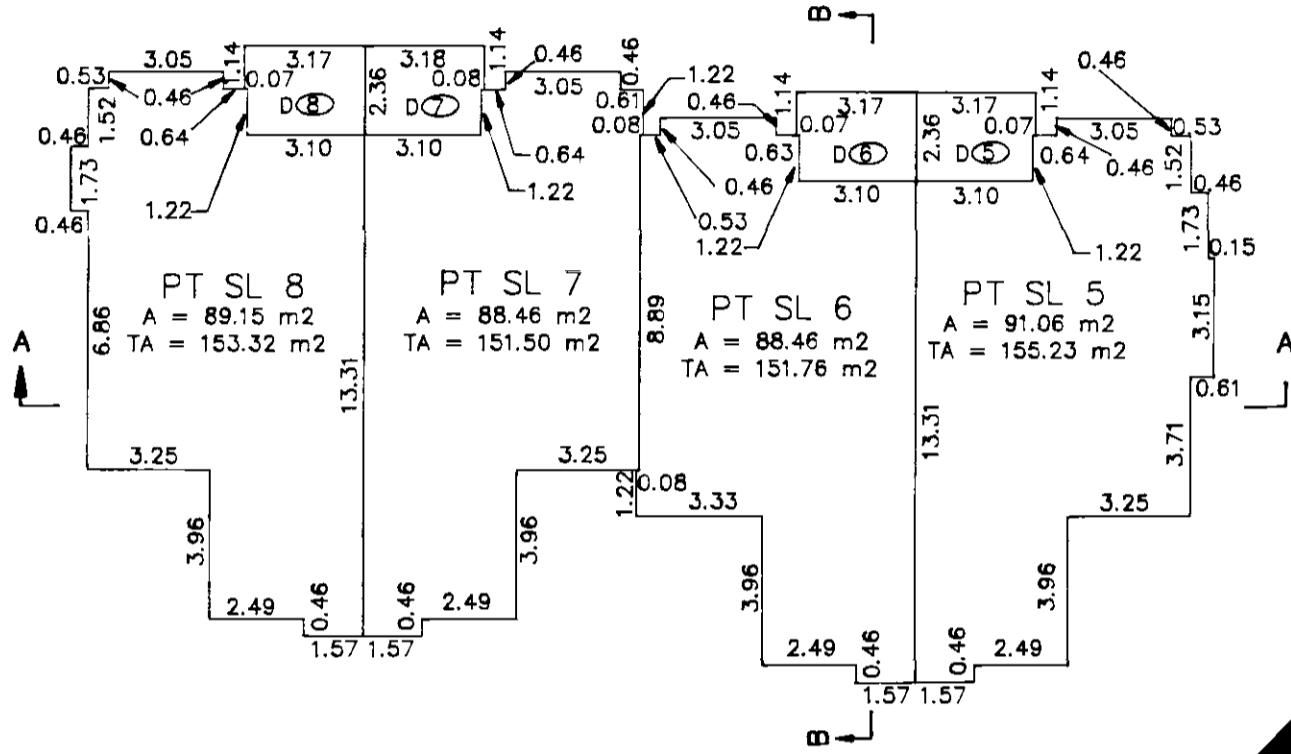 B
3.05 1.14 3.17 3.18 1.14 0.46 0.46
0.53 0.46 0.07 2.36 0.08 3.05 1.22 0.46
1.52 0.64 D 8 D 7 0.61 0.46 1.14 3.17 3.17 1.14
0.46 3.10 3.10 0.64 0.08 3.05 0.07 2.36 0.07 3.05 0.53
1.73 0.63 D 6 D 5 0.64 1.52
1.22 1.22 0.46 3.10 3.10 0.46 0.46
0.46 0.53 1.73
1.22 1.22 0.15
PT SL 8
A = 89.15 m2
TA = 153.32 m2
PT SL 7
A = 88.46 m2
TA = 151.50 m2
PT SL 6
A = 88.46 m2
TA = 151.76 m2
PT SL 5
A = 91.06 m2
TA = 155.23 m2
A 6.86 13.31 8.89 13.31 3.15 A
0.61
3.71
3.25 3.25
1.22 0.08
3.33 3.25
3.96 3.96
2.49 0.46 0.46 2.49 3.96 3.96
1.57 1.57
2.49 0.46 0.46 2.49
1.57 1.57
B